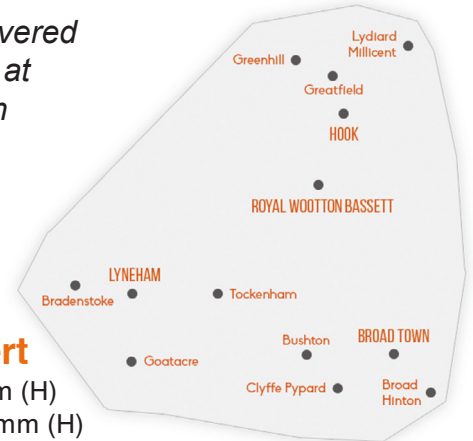 Lydiard
Millicent
Greenhill
Greatfield
HOOK
ROYAL WOOTTON BASSETT
LYNEHAM
Bradenstoke
Tockenham
Goatacre
Bushton
BROAD TOWN
Clyffe Pypard
Broad
Hinton
vered
at
rt
(H)
mm (H)